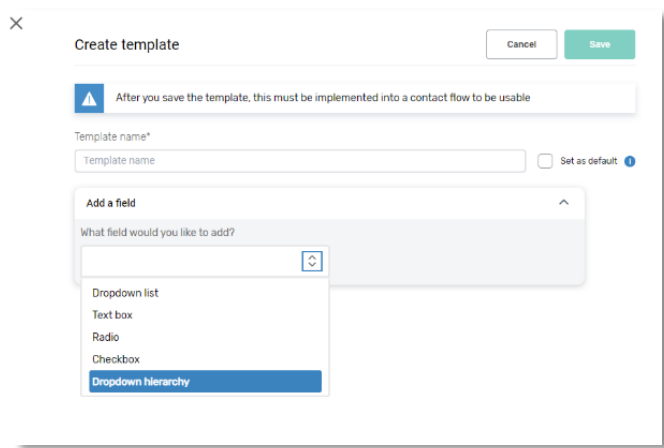 Create template
Cancel
Save
After you save the template, this must be implemented into a contact flow to be usable
Template name*
Template name
Set as default
Add a field
What field would you like to add?
Dropdown list
Text box
Radio
Checkbox
Dropdown hierarchy